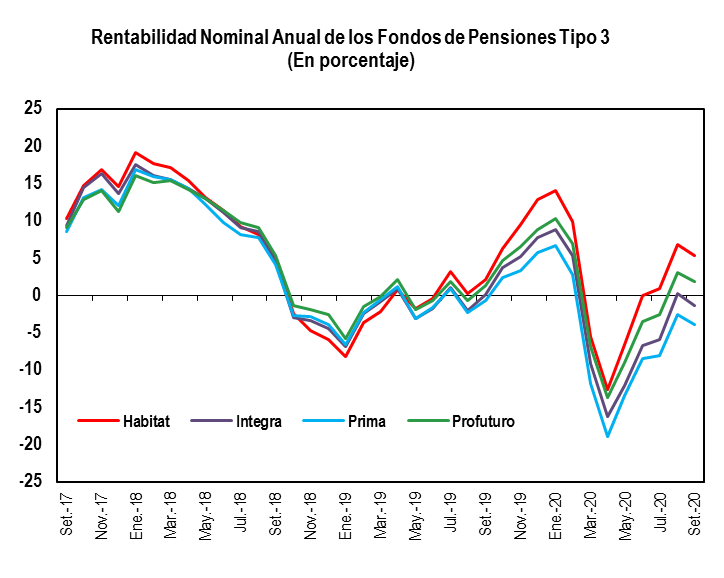 Rentabilidad Nominal Anual de los Fondos de Pensiones Tipo 3
(En porcentaje)
25
20
15
10
5
0
-5
-10
-15
-20
-25
Habitat
Integra
Prima
Profuturo
Set.-17
Nov.-17
Ene.-18
Mar.-18
May.-18
Jul.-18
Set.-18
Nov.-18
Ene.-19
Mar.-19
May.-19
Jul.-19
Set.-19
Nov.-19
Ene.-20
Mar.-20
May.-20
Jul.-20
Set.-20